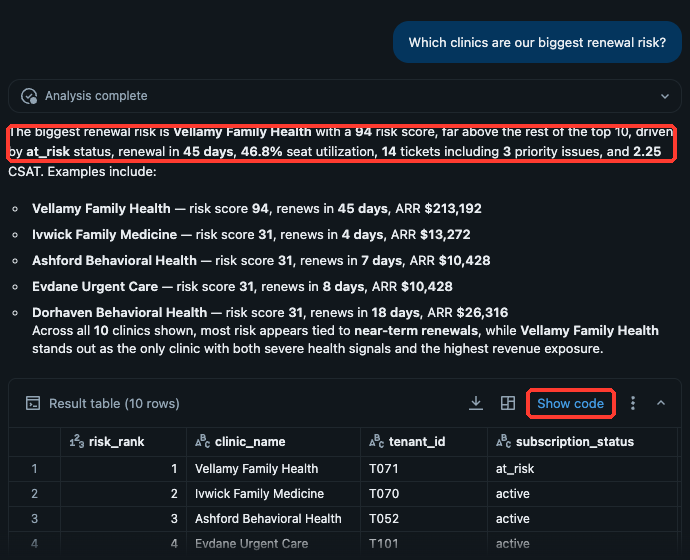 Which clinics are our biggest renewal risk?
Analysis complete
The biggest renewal risk is Vellamy Family Health with a 94 risk score, far above the rest of the top 10, driven
by at_risk status, renewal in 45 days, 46.8% seat utilization, 14 tickets including 3 priority issues, and 2.25
CSAT. Examples include:
Vellamy Family Health — risk score 94, renews in 45 days, ARR $213,192
Ivwick Family Medicine — risk score 31, renews in 4 days, ARR $13,272
Ashford Behavioral Health — risk score 31, renews in 7 days, ARR $10,428
Evdane Urgent Care — risk score 31, renews in 8 days, ARR $10,428
Dorhaven Behavioral Health — risk score 31, renews in 18 days, ARR $26,316
Across all 10 clinics shown, most risk appears tied to near-term renewals, while Vellamy Family Health
stands out as the only clinic with both severe health signals and the highest revenue exposure.
Result table (10 rows) Show code
123 risk_rank ABC clinic_name ABC tenant_id ABC subscription_status
1 1 Vellamy Family Health T071 at_risk
2 2 Ivwick Family Medicine T070 active
3 3 Ashford Behavioral Health T052 active
4 4 Evdane Urgent Care T101 active